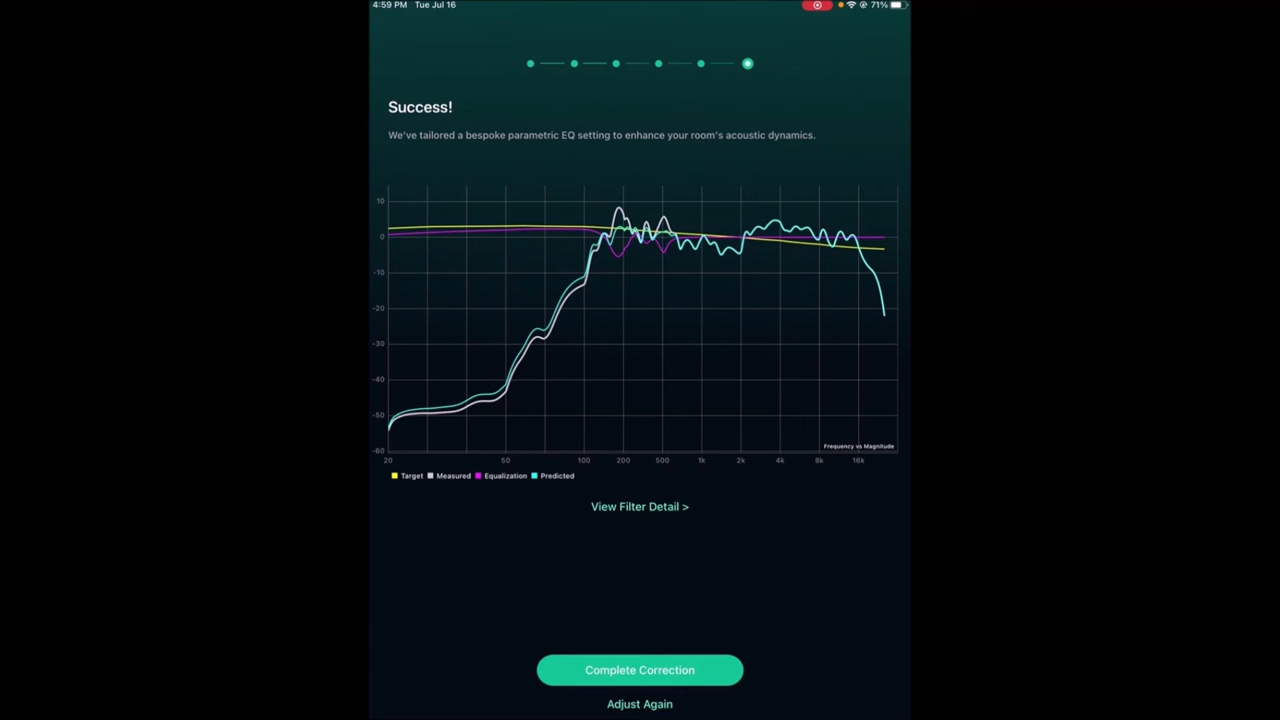 4:59 PM Tue Jul 16 71%
Success!
We've tailored a bespoke parametric EQ setting to enhance your room's acoustic dynamics.
10
0
-10
-20
-30
-40
-50
-60
Frequency vs Magnitude
20 50 100 200 500 1k 2k 4k 8k 16k
Target Measured Equalization Predicted
View Filter Detail >
Complete Correction
Adjust Again